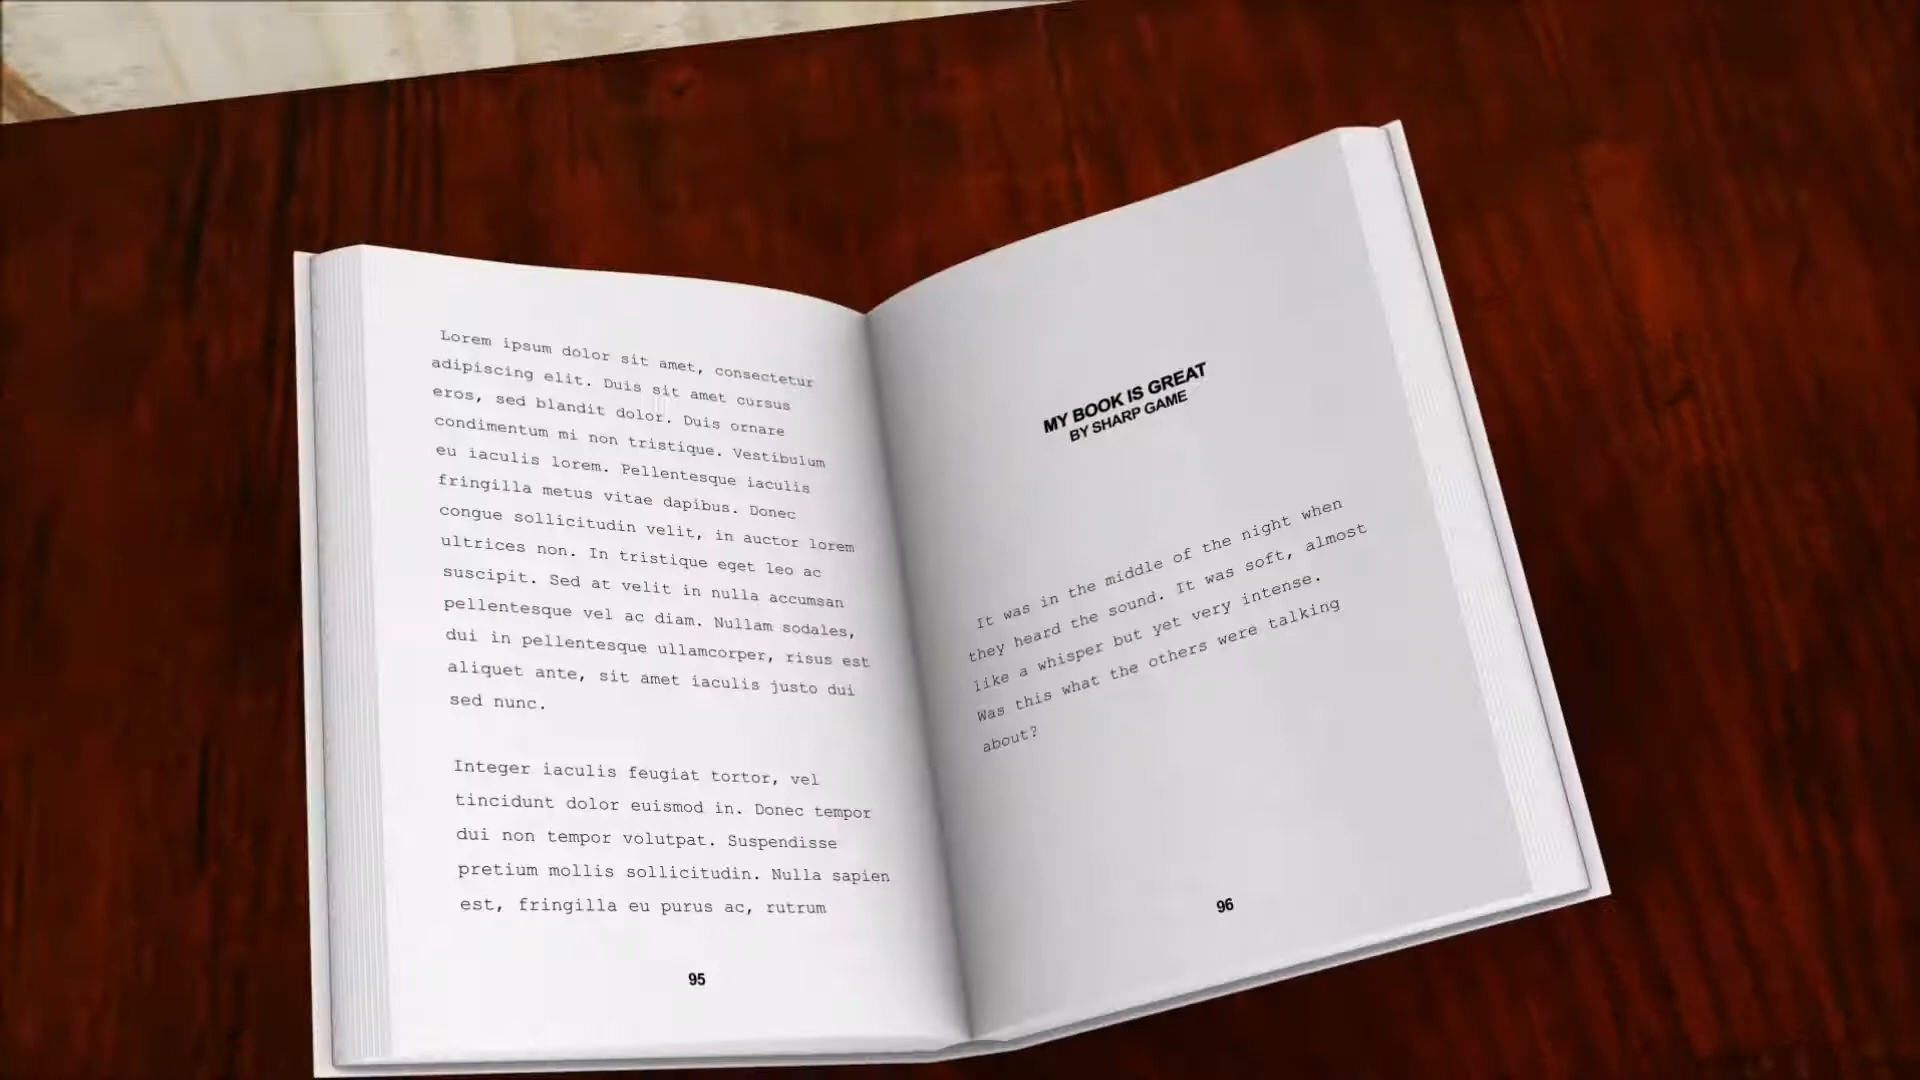 Lorem ipsum dolor sit amet, consectetur
adipiscing elit. Duis sit amet cursus
eros, sed blandit dolor. Duis ornare
condimentum mi non tristique. Vestibulum
eu iaculis lorem. Pellentesque iaculis
fringilla metus vitae dapibus. Donec
congue sollicitudin velit, in auctor lorem
ultrices non. In tristique eget leo ac
suscipit. Sed at velit in nulla accumsan
pellentesque vel ac diam. Nullam sodales,
dui in pellentesque ullamcorper, risus est
aliquet ante, sit amet iaculis justo dui
sed nunc.
Integer iaculis feugiat tortor, vel
tincidunt dolor euismod in. Donec tempor
dui non tempor volutpat. Suspendisse
pretium mollis sollicitudin. Nulla sapien
est, fringilla eu purus ac, rutrum
95
MY BOOK IS GREAT
BY SHARP GAME
It was in the middle of the night when
they heard the sound. It was soft, almost
like a whisper but yet very intense.
Was this what the others were talking
about?
96